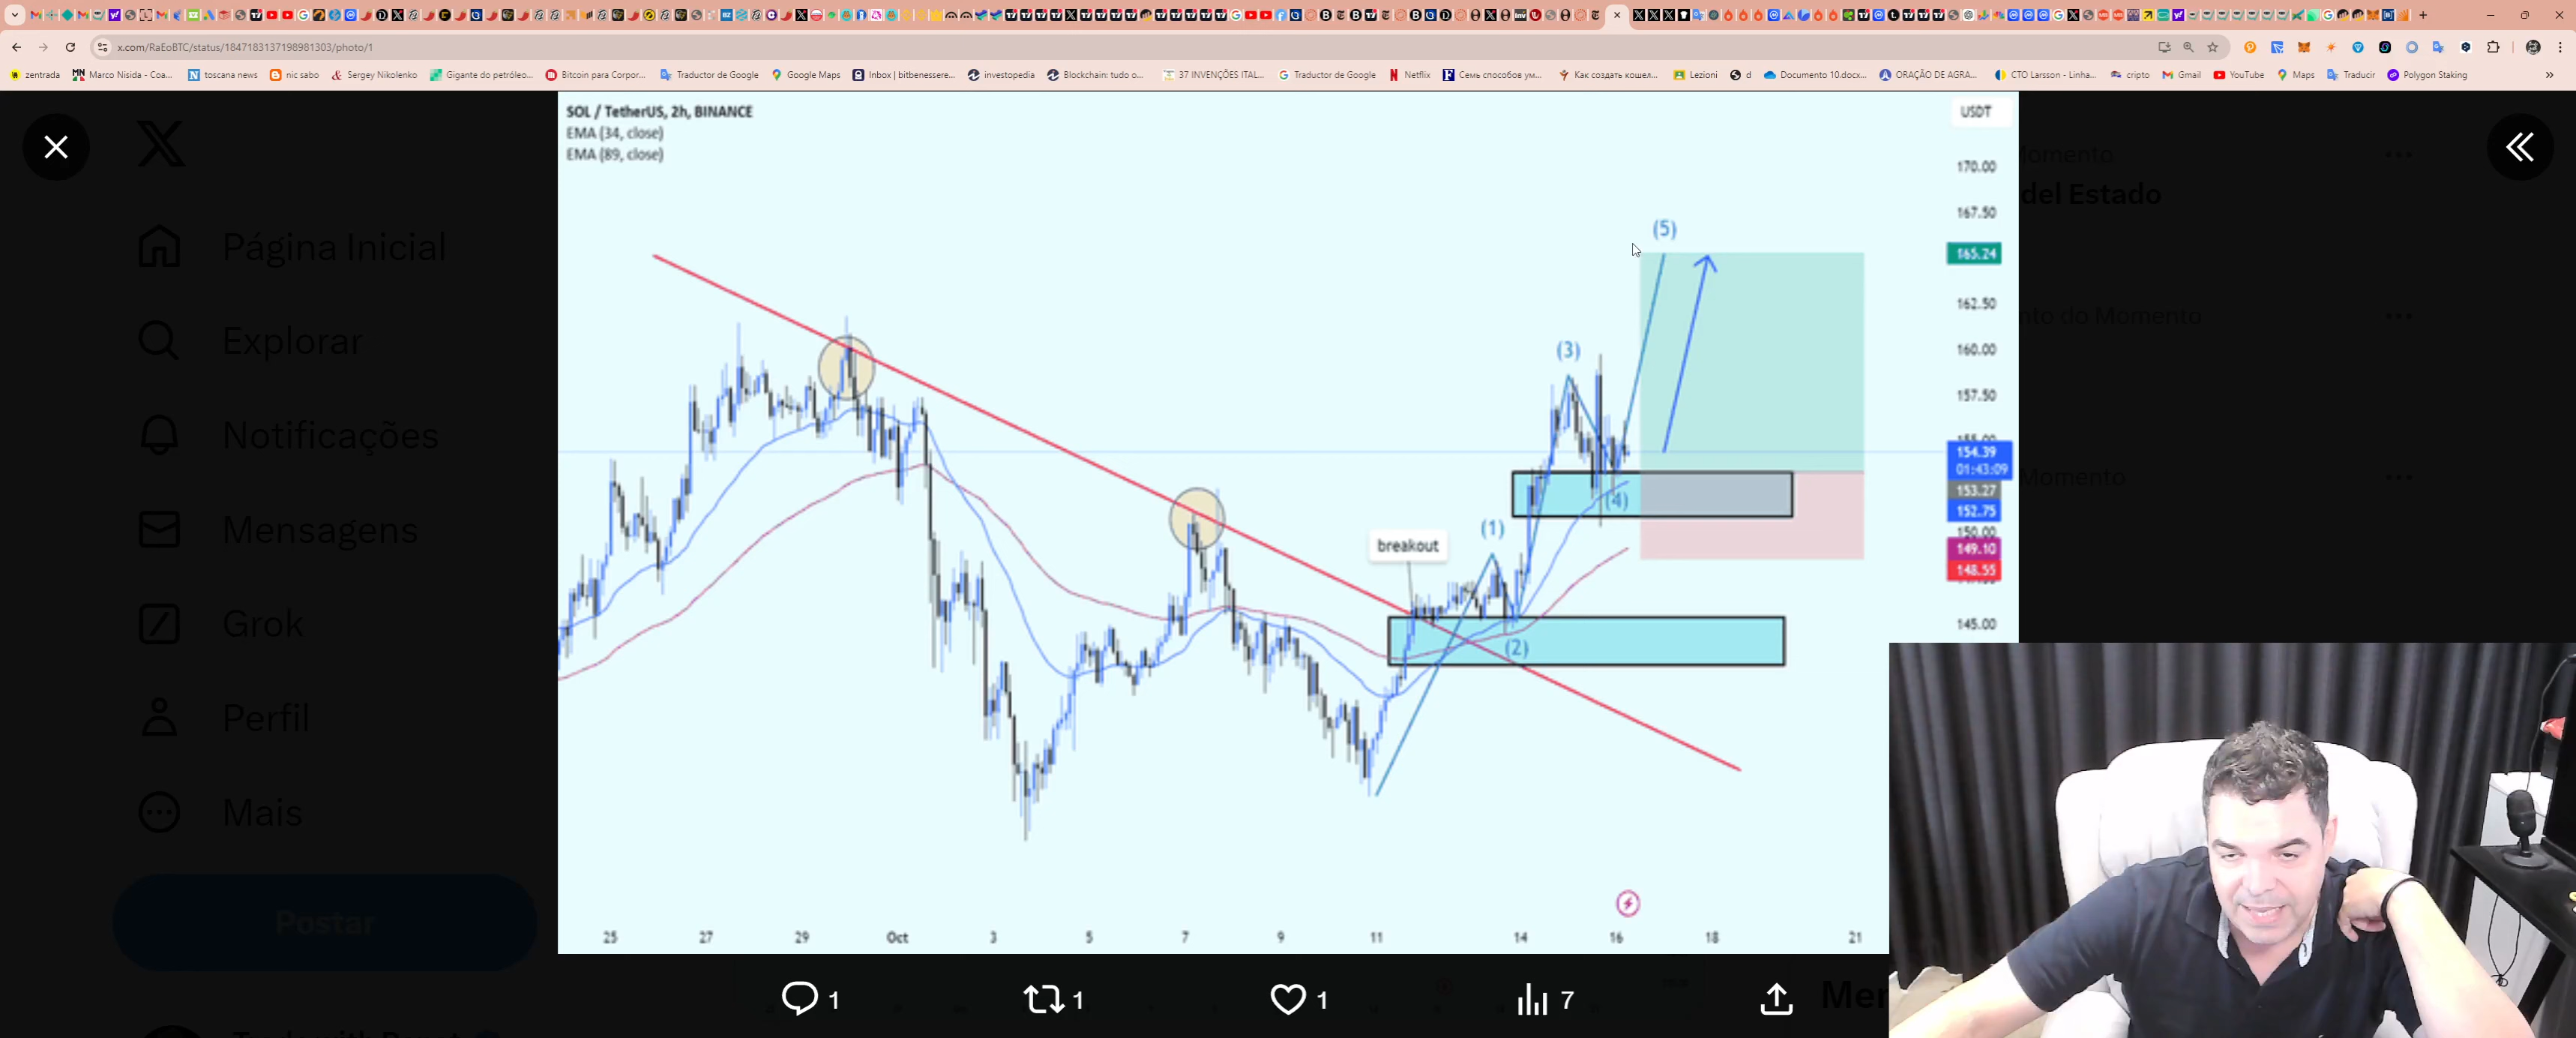 x.com/RaEoBTC/status/1847183137198981303/photo/1
zentrada
Marco Nisida - Coa...
toscana news
nic sabo
Sergey Nikolenko
Gigante do petróleo...
Bitcoin para Corpor...
Traductor de Google
Google Maps
Inbox | bitbenessere...
investopedia
Blockchain: tudo o...
37 INVENÇÕES ITAL...
Traductor de Google
Netflix
Семь способов ум...
Как создать кошел...
Lezioni
d
Documento 10.docx...
ORAÇÃO DE AGRA...
CTO Larsson - Linha...
cripto
Gmail
YouTube
Maps
Traducir
Polygon Staking
Página Inicial
Explorar
Notificações
Mensagens
Grok
Perfil
Mais
Postar
SOL / TetherUS, 2h, BINANCE
EMA (34, close)
EMA (89, close)
USDT
170.00
167.50
165.24
162.50
160.00
157.50
155.00
154.39
01:43:09
153.27
152.75
150.00
149.10
148.55
145.00
(5)
(3)
(4)
(1)
breakout
(2)
25
27
29
Oct
3
5
7
9
11
14
16
18
21
Momento
del Estado
nto do Momento
Momento
1
1
1
7